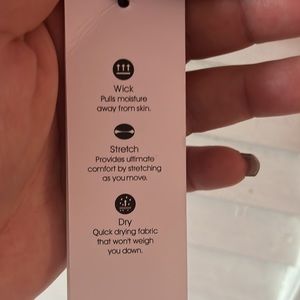 Wick
Pulls moisture
away from skin.
Stretch
Provides ultimate
comfort by stretching
as you move.
Dry
Quick drying fabric
that won't weigh
you down.